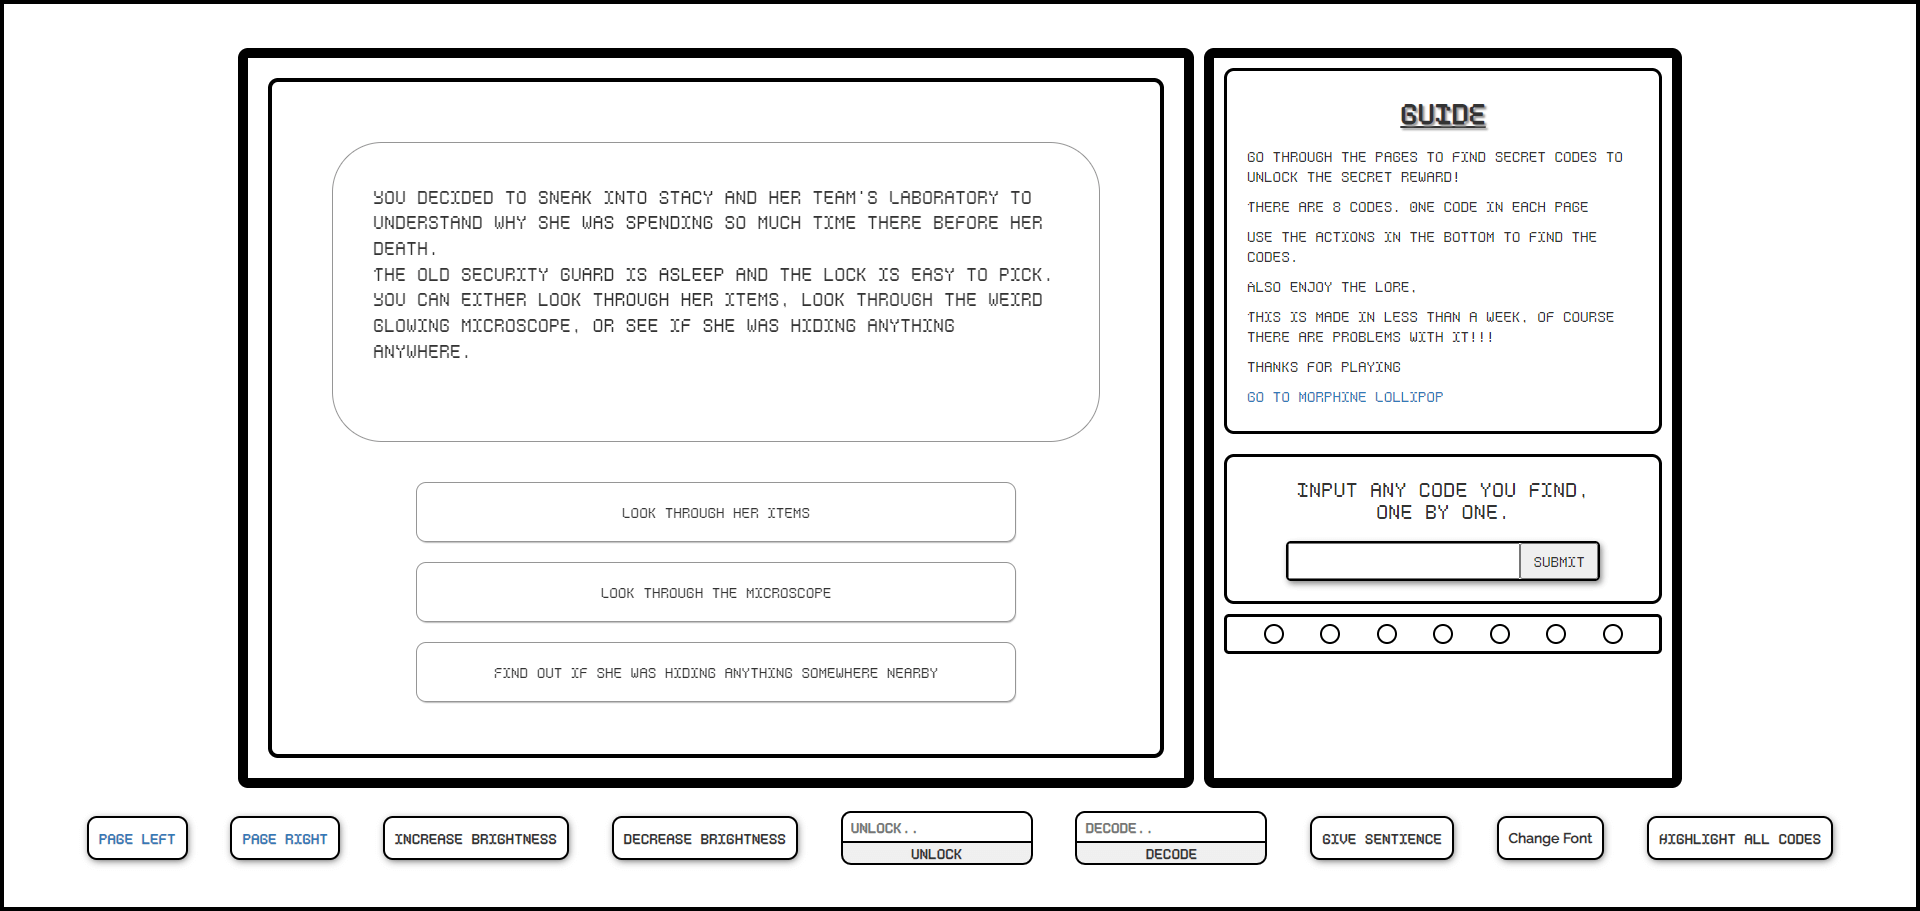 YOU DECIDED TO SNEAK INTO STACY AND HER TEAM'S LABORATORY TO
UNDERSTAND WHY SHE WAS SPENDING SO MUCH TIME THERE BEFORE HER
DEATH.
THE OLD SECURITY GUARD IS ASLEEP AND THE LOCK IS EASY TO PICK.
YOU CAN EITHER LOOK THROUGH HER ITEMS, LOOK THROUGH THE WEIRD
GLOWING MICROSCOPE, OR SEE IF SHE WAS HIDING ANYTHING
ANYWHERE.
LOOK THROUGH HER ITEMS
LOOK THROUGH THE MICROSCOPE
FIND OUT IF SHE WAS HIDING ANYTHING SOMEWHERE NEARBY
GUIDE
GO THROUGH THE PAGES TO FIND SECRET CODES TO
UNLOCK THE SECRET REWARD!
THERE ARE 8 CODES. ONE CODE IN EACH PAGE
USE THE ACTIONS IN THE BOTTOM TO FIND THE
CODES.
ALSO ENJOY THE LORE,
THIS IS MADE IN LESS THAN A WEEK, OF COURSE
THERE ARE PROBLEMS WITH IT!!!
THANKS FOR PLAYING
GO TO MORPHINE LOLLIPOP
INPUT ANY CODE YOU FIND,
ONE BY ONE.
SUBMIT
PAGE LEFT
PAGE RIGHT
INCREASE BRIGHTNESS
DECREASE BRIGHTNESS
UNLOCK..
UNLOCK
DECODE..
DECODE
GIVE SENTIENCE
Change Font
HIGHLIGHT ALL CODES